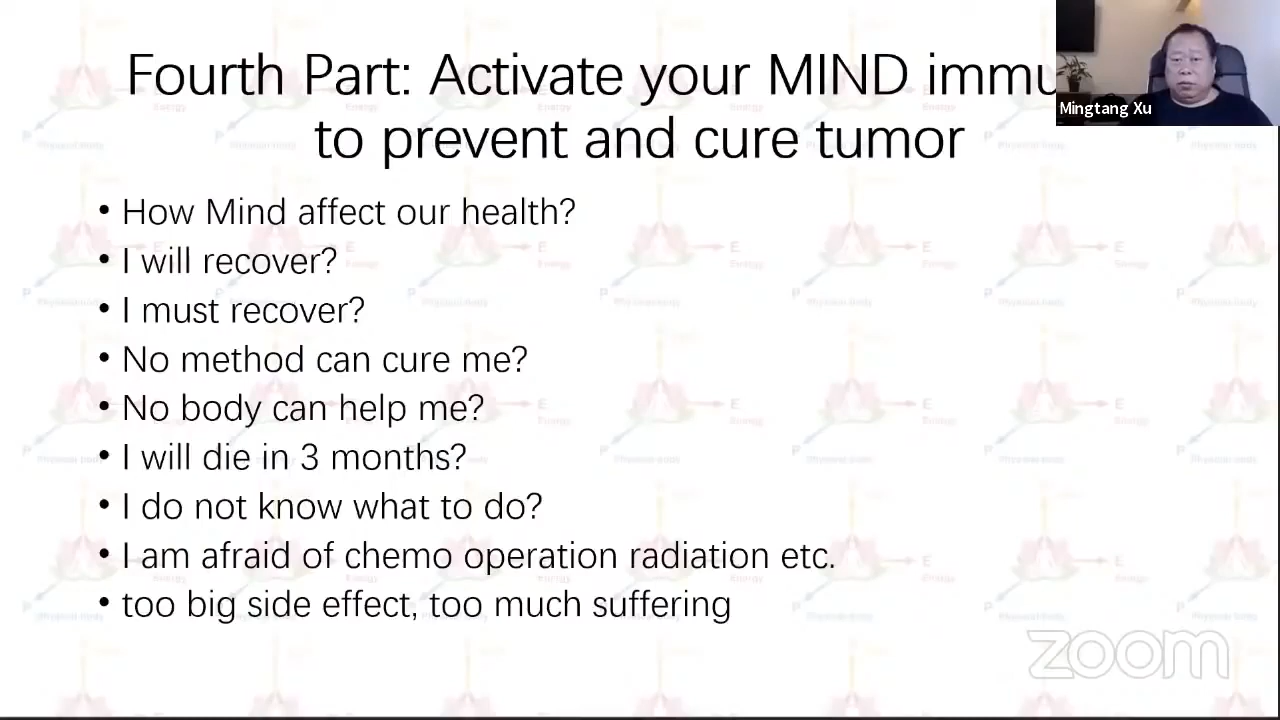 Fourth Part: Activate your MIND immu
Mingtang Xu
to prevent and cure tumor
• How Mind affect our health?
• I will recover?
• I must recover?
• No method can cure me?
• No body can help me?
• I will die in 3 months?
• I do not know what to do?
• I am afraid of chemo operation radiation etc.
• too big side effect, too much suffering
zoom
E
Energy
P
Physical body